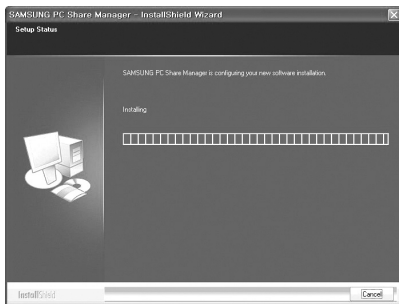 SAMSUNG PC Share Manager - InstallShield Wizard
Setup Status
SAMSUNG PC Share Manager is configuring your new software installation.
Installing
InstallShield
Cancel